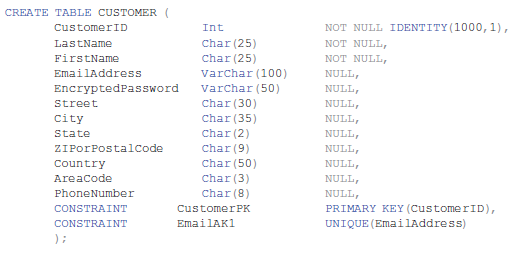 CREATE TABLE CUSTOMER (
CustomerID Int NOT NULL IDENTITY(1000,1),
LastName Char(25) NOT NULL,
FirstName Char(25) NOT NULL,
EmailAddress VarChar(100) NULL,
EncryptedPassword VarChar(50) NULL,
Street Char(30) NULL,
City Char(35) NULL,
State Char(2) NULL,
ZIPorPostalCode Char(9) NULL,
Country Char(50) NULL,
AreaCode Char(3) NULL,
PhoneNumber Char(8) NULL,
CONSTRAINT CustomerPK PRIMARY KEY(CustomerID),
CONSTRAINT EmailAK1 UNIQUE(EmailAddress)
);